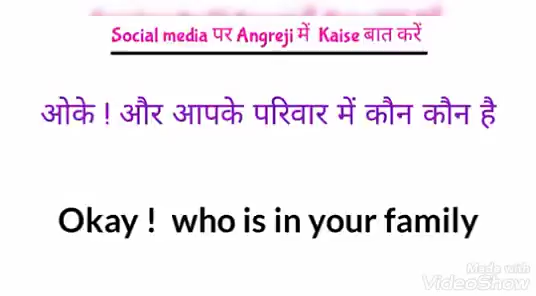 Social media पर Angreji में Kaise बात करें
ओके ! और आपके परिवार में कौन कौन है
Okay ! who is in your family
Made with
VideoShow